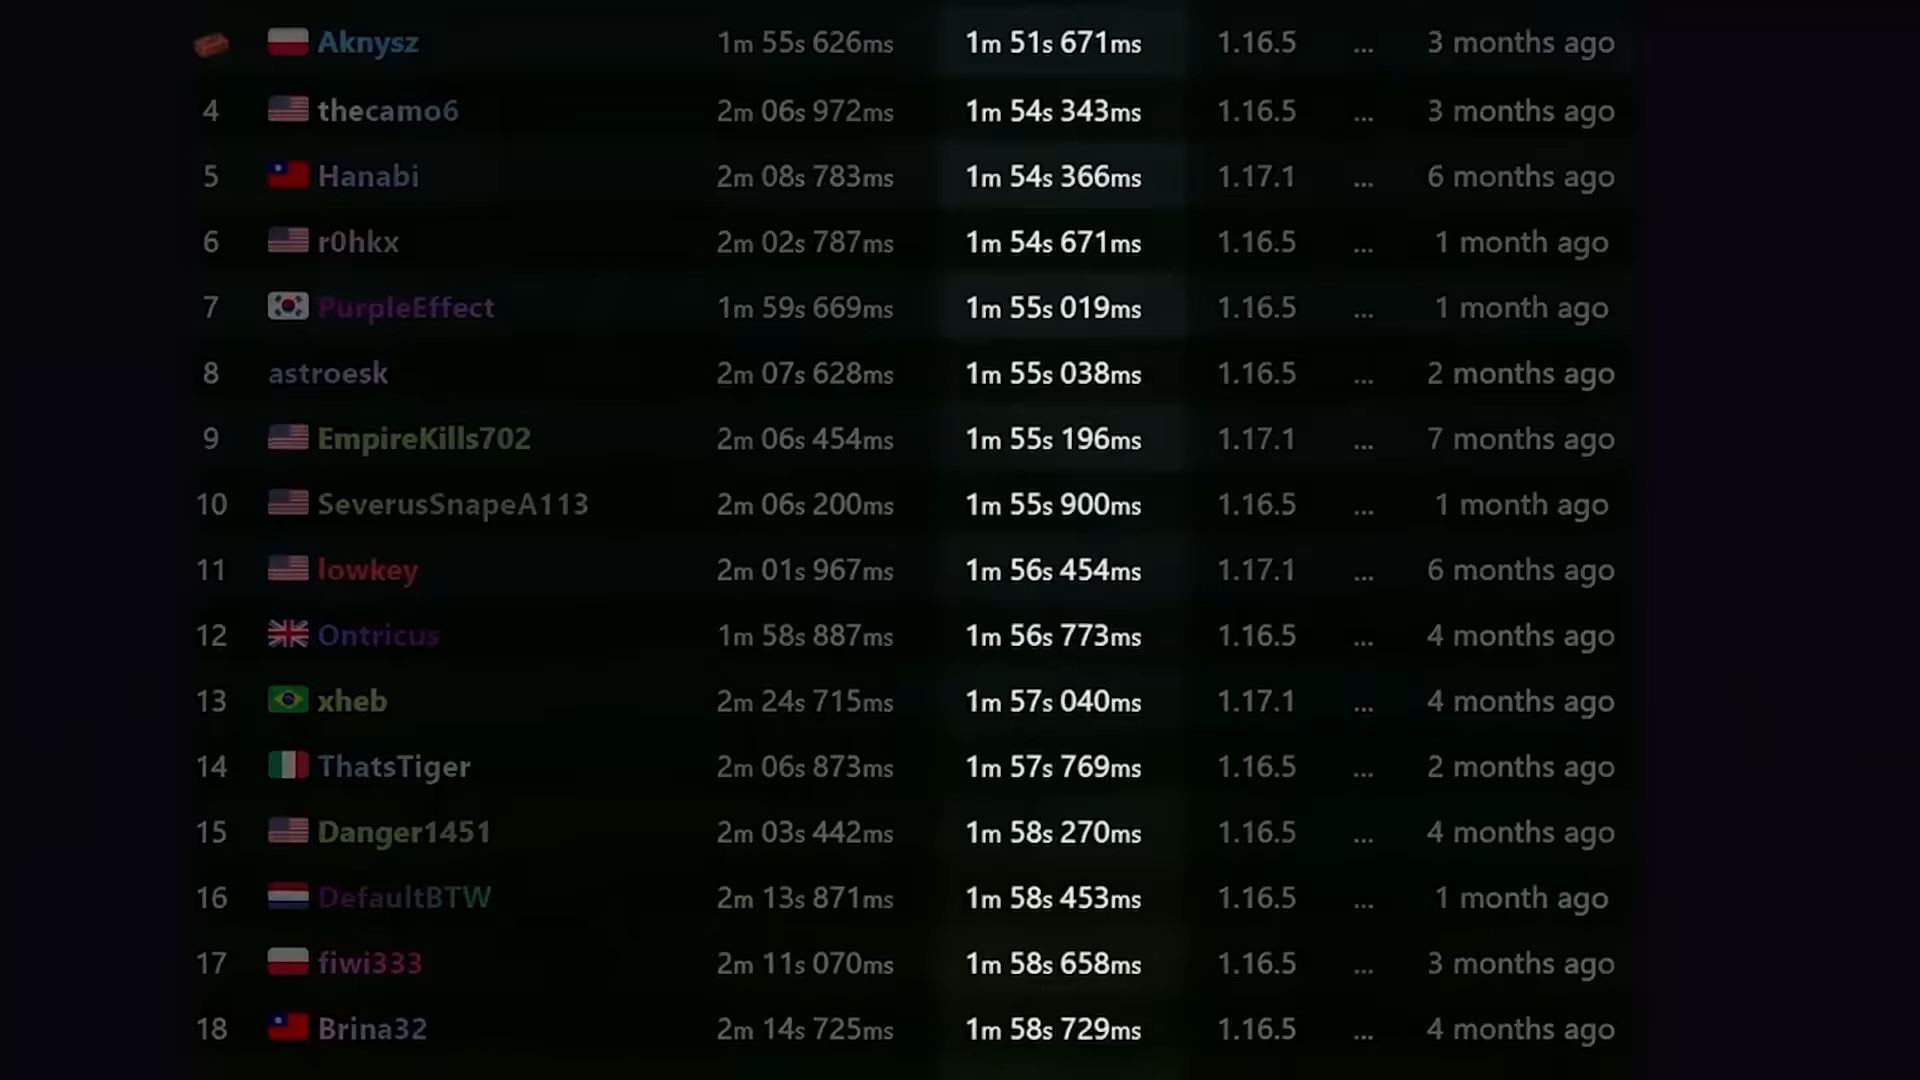 Aknysz 1m 55s 626ms 1m 51s 671ms 1.16.5 ... 3 months ago
4 thecamo6 2m 06s 972ms 1m 54s 343ms 1.16.5 ... 3 months ago
5 Hanabi 2m 08s 783ms 1m 54s 366ms 1.17.1 ... 6 months ago
6 r0hkx 2m 02s 787ms 1m 54s 671ms 1.16.5 ... 1 month ago
7 PurpleEffect 1m 59s 669ms 1m 55s 019ms 1.16.5 ... 1 month ago
8 astroesk 2m 07s 628ms 1m 55s 038ms 1.16.5 ... 2 months ago
9 EmpireKills702 2m 06s 454ms 1m 55s 196ms 1.17.1 ... 7 months ago
10 SeverusSnapeA113 2m 06s 200ms 1m 55s 900ms 1.16.5 ... 1 month ago
11 lowkey 2m 01s 967ms 1m 56s 454ms 1.17.1 ... 6 months ago
12 Ontricus 1m 58s 887ms 1m 56s 773ms 1.16.5 ... 4 months ago
13 xheb 2m 24s 715ms 1m 57s 040ms 1.17.1 ... 4 months ago
14 ThatsTiger 2m 06s 873ms 1m 57s 769ms 1.16.5 ... 2 months ago
15 Danger1451 2m 03s 442ms 1m 58s 270ms 1.16.5 ... 4 months ago
16 DefaultBTW 2m 13s 871ms 1m 58s 453ms 1.16.5 ... 1 month ago
17 fiwi333 2m 11s 070ms 1m 58s 658ms 1.16.5 ... 3 months ago
18 Brina32 2m 14s 725ms 1m 58s 729ms 1.16.5 ... 4 months ago